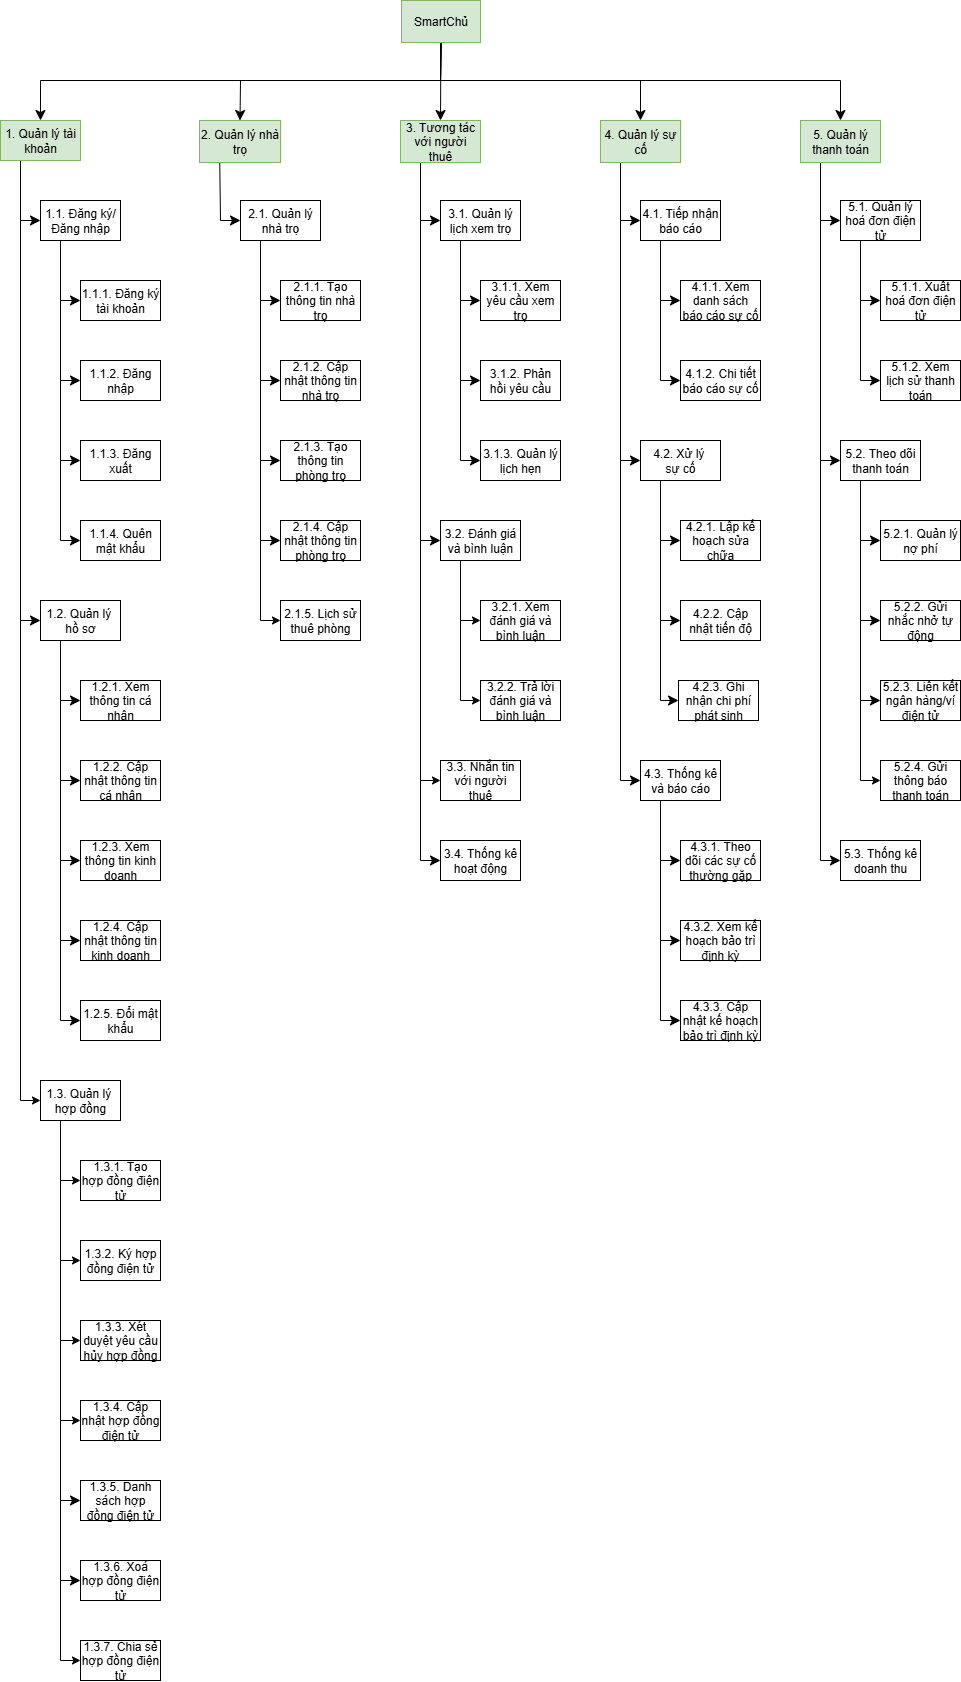 SmartChủ
1. Quản lý tài
khoản
1.1. Đăng ký/
Đăng nhập
1.1.1. Đăng ký
tài khoản
1.1.2. Đăng
nhập
1.1.3. Đăng
xuất
1.1.4. Quên
mật khẩu
1.2. Quản lý
hồ sơ
1.2.1. Xem
thông tin cá
nhân
1.2.2. Cập
nhật thông tin
cá nhân
1.2.3. Xem
thông tin kinh
doanh
1.2.4. Cập
nhật thông tin
kinh doanh
1.2.5. Đổi mật
khẩu
1.3. Quản lý
hợp đồng
1.3.1. Tạo
hợp đồng điện
tử
1.3.2. Ký hợp
đồng điện tử
1.3.3. Xét
duyệt yêu cầu
hủy hợp đồng
1.3.4. Cập
nhật hợp đồng
điện tử
1.3.5. Danh
sách hợp
đồng điện tử
1.3.6. Xoá
hợp đồng điện
tử
1.3.7. Chia sẻ
hợp đồng điện
tử
2. Quản lý nhà
trọ
2.1. Quản lý
nhà trọ
2.1.1. Tạo
thông tin nhà
trọ
2.1.2. Cập
nhật thông tin
nhà trọ
2.1.3. Tạo
thông tin
phòng trọ
2.1.4. Cập
nhật thông tin
phòng trọ
2.1.5. Lịch sử
thuê phòng
3. Tương tác
với người
thuê
3.1. Quản lý
lịch xem trọ
3.1.1. Xem
yêu cầu xem
trọ
3.1.2. Phản
hồi yêu cầu
3.1.3. Quản lý
lịch hẹn
3.2. Đánh giá
và bình luận
3.2.1. Xem
đánh giá và
bình luận
3.2.2. Trả lời
đánh giá và
bình luận
3.3. Nhắn tin
với người
thuê
3.4. Thống kê
hoạt động
4. Quản lý sự
cố
4.1. Tiếp nhận
báo cáo
4.1.1. Xem
danh sách
báo cáo sự cố
4.1.2. Chi tiết
báo cáo sự cố
4.2. Xử lý
sự cố
4.2.1. Lập kế
hoạch sửa
chữa
4.2.2. Cập
nhật tiến độ
4.2.3. Ghi
nhận chi phí
phát sinh
4.3. Thống kê
và báo cáo
4.3.1. Theo
dõi các sự cố
thường gặp
4.3.2. Xem kế
hoạch bảo trì
định kỳ
4.3.3. Cập
nhật kế hoạch
bảo trì định kỳ
5. Quản lý
thanh toán
5.1. Quản lý
hoá đơn điện
tử
5.1.1. Xuất
hoá đơn điện
tử
5.1.2. Xem
lịch sử thanh
toán
5.2. Theo dõi
thanh toán
5.2.1. Quản lý
nợ phí
5.2.2. Gửi
nhắc nhở tự
động
5.2.3. Liên kết
ngân hàng/ví
điện tử
5.2.4. Gửi
thông báo
thanh toán
5.3. Thống kê
doanh thu